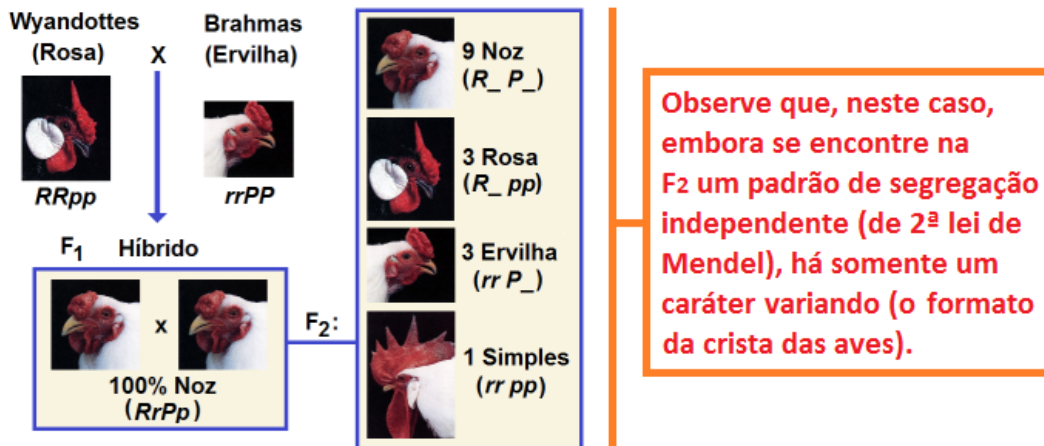 Wyandottes
(Rosa)
X
Brahmas
(Ervilha)
RRpp
rrPP
F1 Híbrido
x
100% Noz
(RrPp)
F2:
9 Noz
(R_ P_)
3 Rosa
(R_ pp)
3 Ervilha
(rr P_)
1 Simples
(rr pp)
Observe que, neste caso,
embora se encontre na
F2 um padrão de segregação
independente (de 2ª lei de
Mendel), há somente um
caráter variando (o formato
da crista das aves).